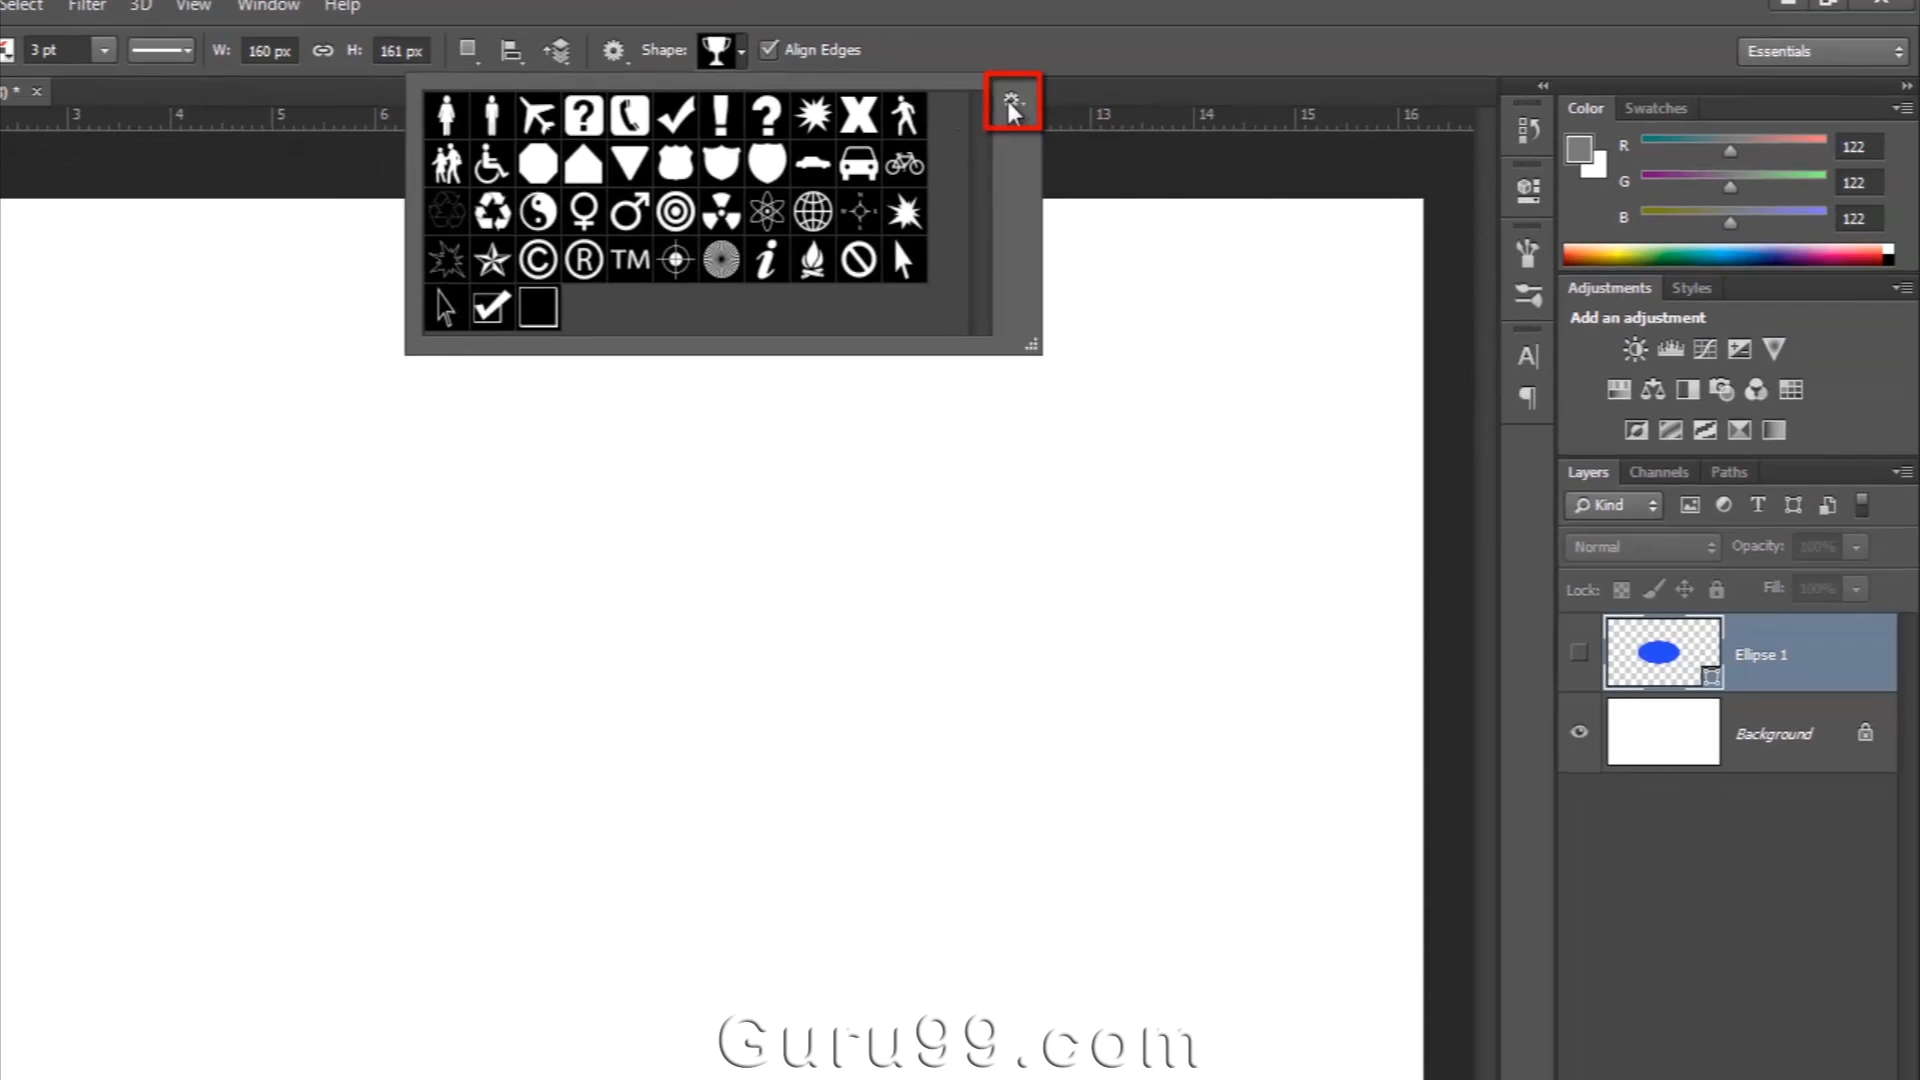 Select Filter 3D View Window Help
3 pt W: 160 px H: 161 px Shape: Align Edges Essentials
) * ×
3 4 5 6 13 14 15 16
TM
Color Swatches
R 122
G 122
B 122
Adjustments Styles
Add an adjustment
Layers Channels Paths
Kind
Normal Opacity: 100%
Lock: Fill: 100%
Ellipse 1
Background
Guru99.com